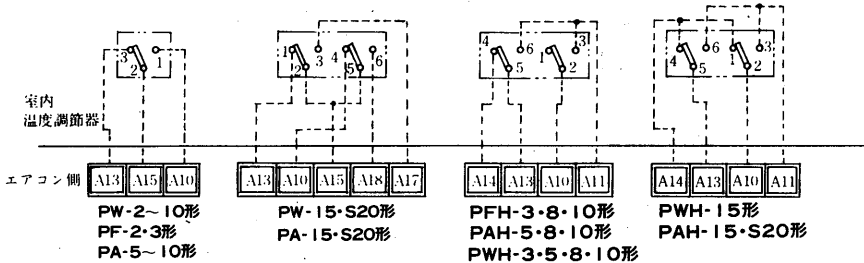 3 1
2
1 3 4 6
2 5
4 6 1 3
5 2
4 6 1 3
5 2
室内
温度調節器
エアコン側
A13 A15 A10
A13 A10 A15 A18 A17
A14 A13 A10 A11
A14 A13 A10 A11
PW-2~10形
PF-2・3形
PA-5~10形
PW-15・S20形
PA-15・S20形
PFH-3・8・10形
PAH-5・8・10形
PWH-3・5・8・10形
PWH-15形
PAH-15・S20形